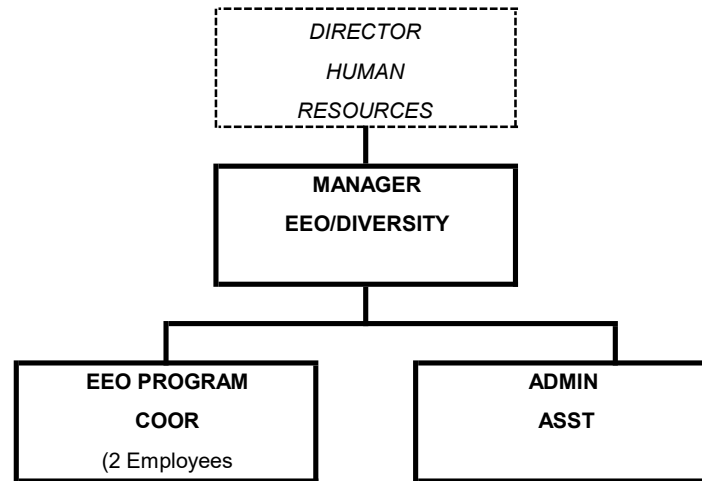 DIRECTOR
HUMAN
RESOURCES
MANAGER
EEO/DIVERSITY
EEO PROGRAM
COOR
(2 Employees
ADMIN
ASST